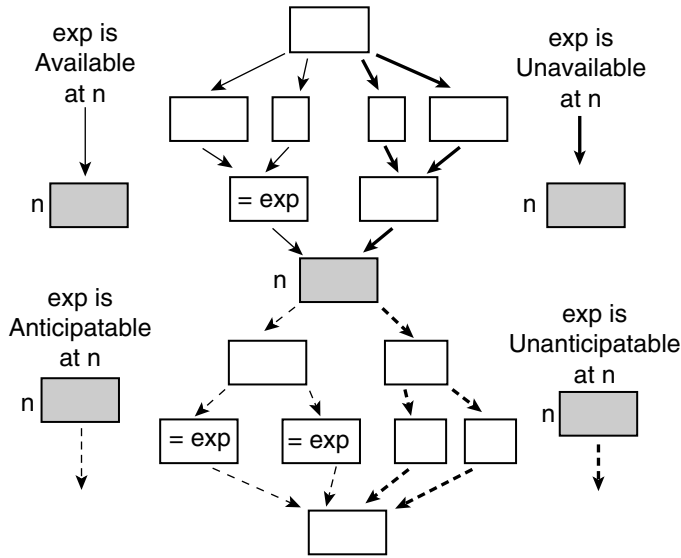 exp is
Available
at n
n
exp is
Unavailable
at n
n
= exp
n
exp is
Anticipatable
at n
n
= exp
= exp
exp is
Unanticipatable
at n
n